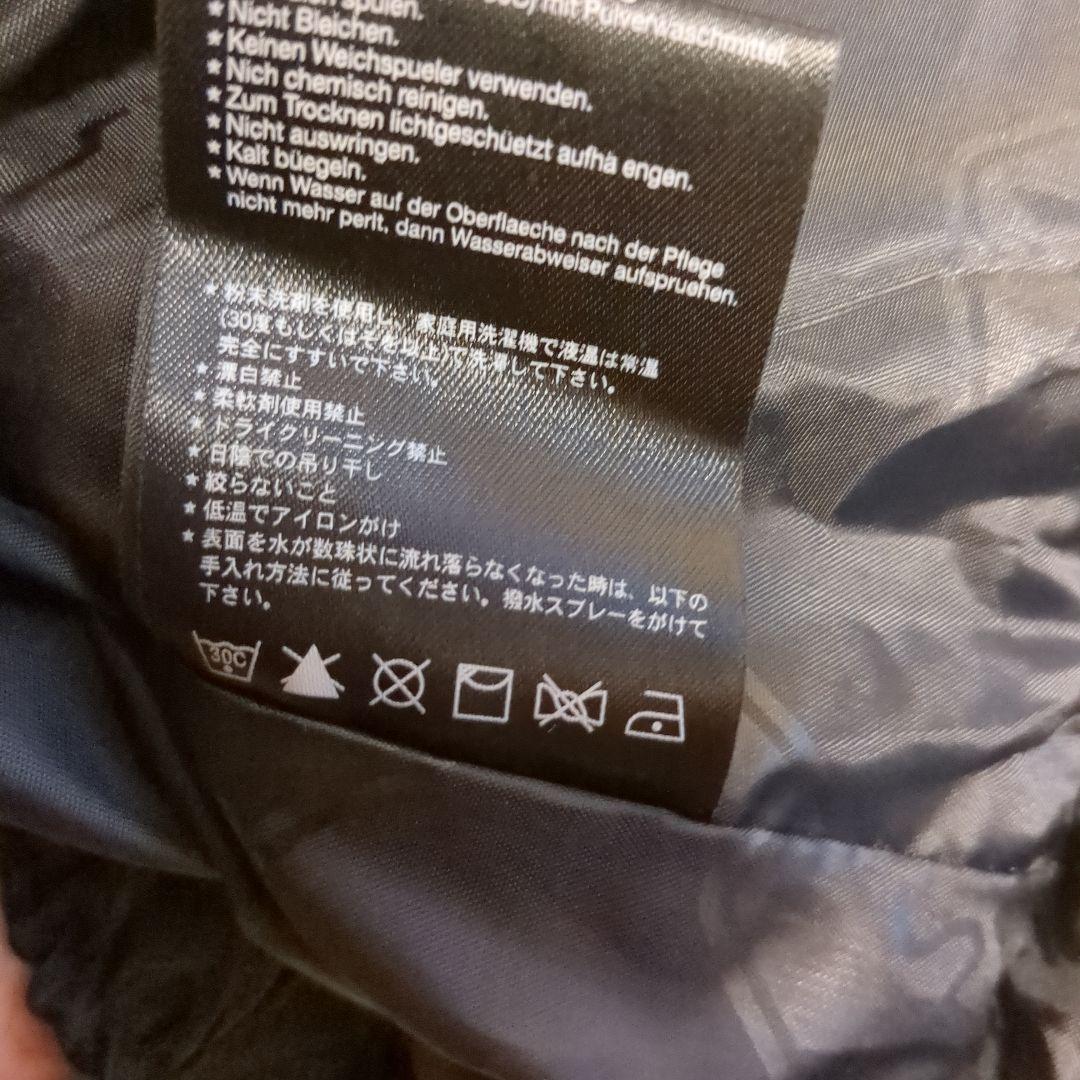 spülen.
C) mit Pulverwaschmittel.
* Nicht Bleichen.
* Keinen Weichspueler verwenden.
* Nich chemisch reinigen.
* Zum Trocknen lichtgeschüetzt aufhä engen.
* Nicht auswringen.
* Kalt büegeln.
* Wenn Wasser auf der Oberflaeche nach der Pflege
nicht mehr perlt, dann Wasserabweiser aufspruehen.
* 粉末洗剤を使用し、家庭用洗濯機で液温は常温
(30度もしくはそを以上)で洗濯して下さい。
完全にすすいで下さい。
* 漂白禁止
* 柔軟剤使用禁止
* ドライクリーニング禁止
* 日陰での吊り干し
* 絞らないこと
* 低温でアイロンがけ
* 表面を水が数珠状に流れ落らなくなった時は、以下の
手入れ方法に従ってください。撥水スプレーをがけて
下さい。
30C